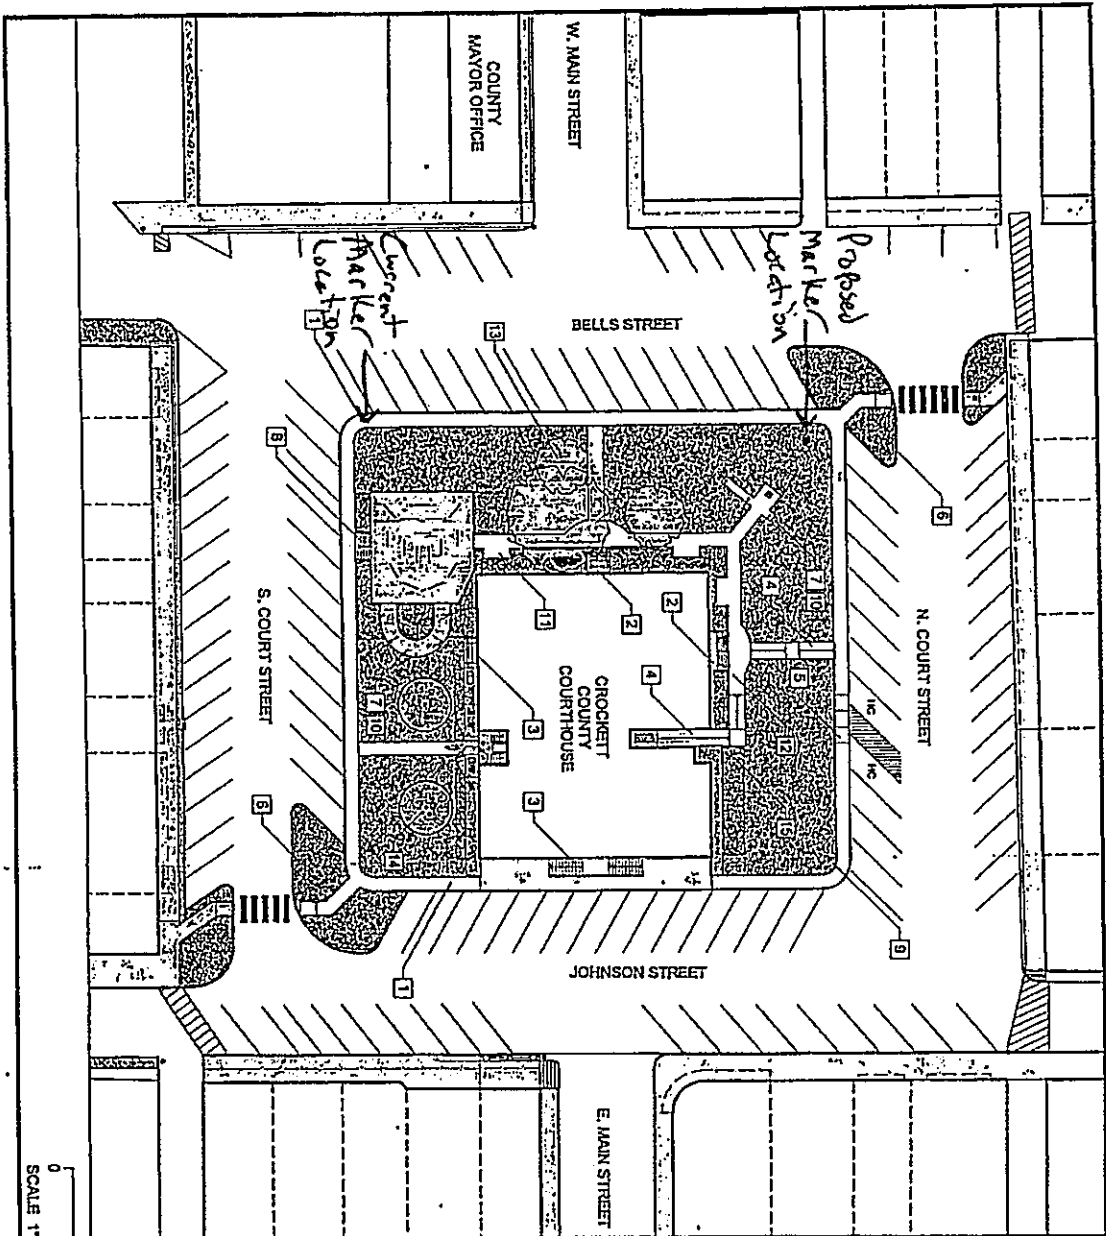 W. MAIN STREET
COUNTY
MAYOR OFFICE
Proposed
Marker
Location
Current
Marker
Location
1
13
BELLS STREET
6
8
7
10
4
N. COURT STREET
11
12
2
5
S. COURT STREET
3
4
CROCKETT
COUNTY
COURTHOUSE
HC
HC
7
10
12
3
15
6
14
9
1
JOHNSON STREET
E. MAIN STREET
0
SCALE 1"